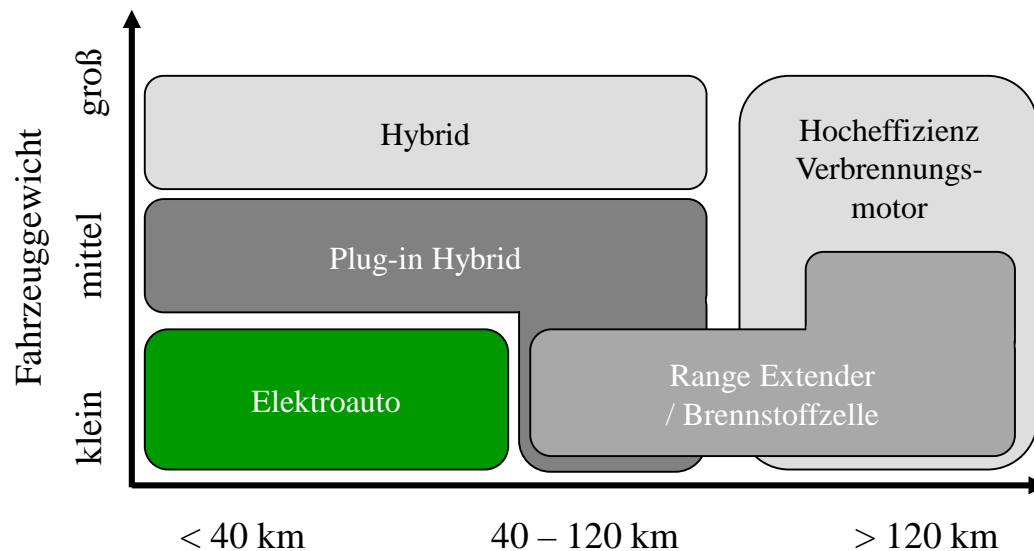 Fahrzeuggewicht
groß
mittel
klein
Hybrid
Hocheffizienz
Verbrennungs-
motor
Plug-in Hybrid
Elektroauto
Range Extender
/ Brennstoffzelle
< 40 km
40 – 120 km
> 120 km